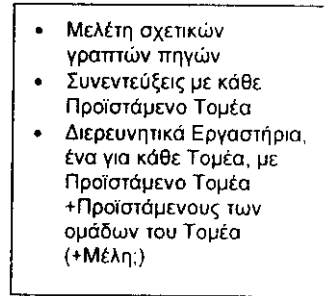 • Μελέτη σχετικών
γραπτών πηγών
• Συνεντεύξεις με κάθε
Προϊστάμενο Τομέα
• Διερευνητικά Εργαστήρια,
ένα για κάθε Τομέα, με
Προϊστάμενο Τομέα
+Προϊστάμενους των
ομάδων του Τομέα
(+Μέλη;)